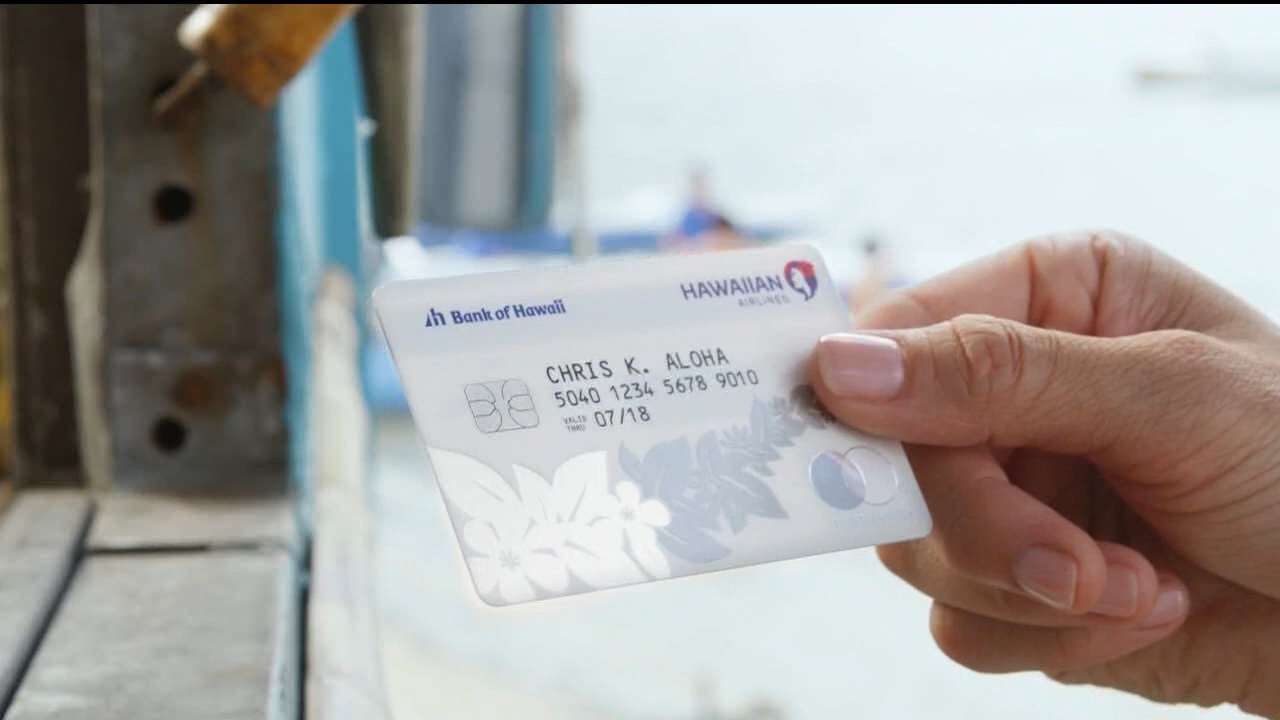 Bank of Hawaii
HAWAIIAN
AIRLINES
CHRIS K. ALOHA
5040 1234 5678 9010
VALID
THRU
07/18